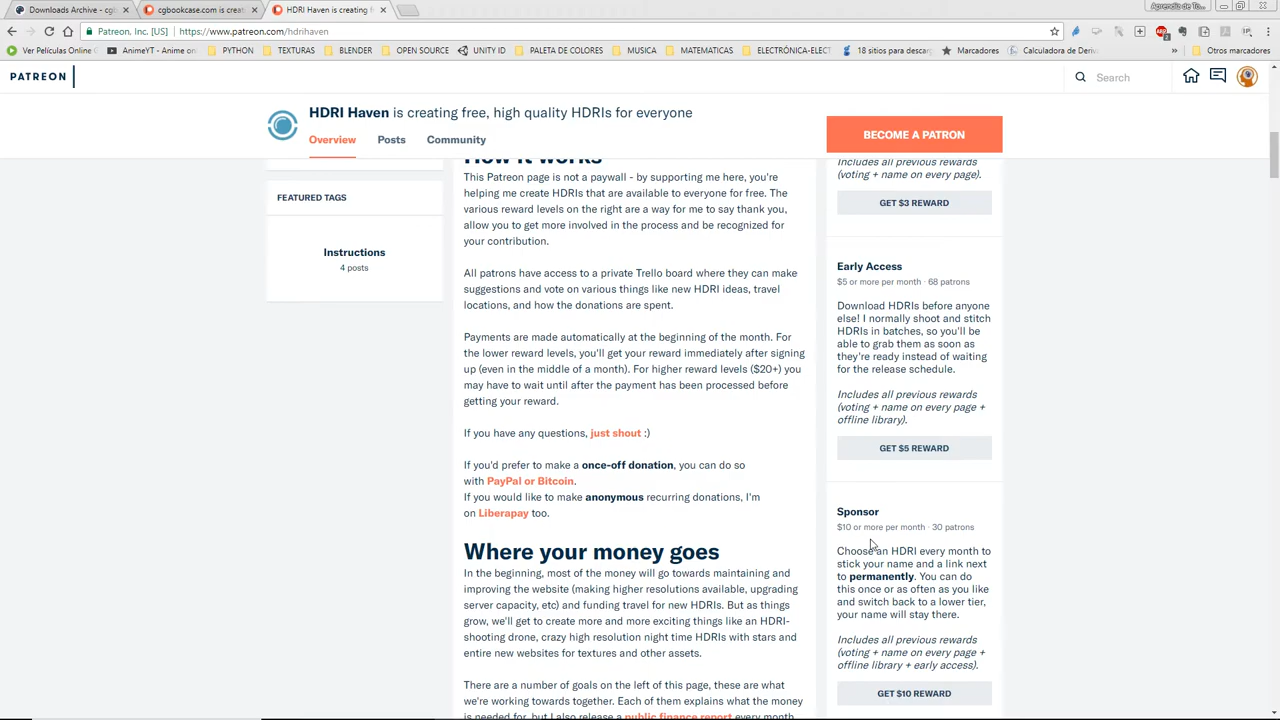 Downloads Archive - cgb
cgbookcase.com is creat
HDRI Haven is creating f
Aprendiz de To...
Patreon, Inc. [US] https://www.patreon.com/hdrihaven
Ver Películas Online
AnimeYT - Anime on
PYTHON
TEXTURAS
BLENDER
OPEN SOURCE
UNITY ID
PALETA DE COLORES
MUSICA
MATEMATICAS
ELECTRÓNICA-ELECT
18 sitios para descarg
Marcadores
Calculadora de Deriv
Otros marcadores
PATREON
Search
HDRI Haven is creating free, high quality HDRIs for everyone
Overview
Posts
Community
BECOME A PATRON
FEATURED TAGS
Instructions
4 posts
How it works
This Patreon page is not a paywall - by supporting me here, you're
helping me create HDRIs that are available to everyone for free. The
various reward levels on the right are a way for me to say thank you,
allow you to get more involved in the process and be recognized for
your contribution.
All patrons have access to a private Trello board where they can make
suggestions and vote on various things like new HDRI ideas, travel
locations, and how the donations are spent.
Payments are made automatically at the beginning of the month. For
the lower reward levels, you'll get your reward immediately after signing
up (even in the middle of a month). For higher reward levels ($20+) you
may have to wait until after the payment has been processed before
getting your reward.
If you have any questions, just shout :)
If you'd prefer to make a once-off donation, you can do so
with PayPal or Bitcoin.
If you would like to make anonymous recurring donations, I'm
on Liberapay too.
Where your money goes
In the beginning, most of the money will go towards maintaining and
improving the website (making higher resolutions available, upgrading
server capacity, etc) and funding travel for new HDRIs. But as things
grow, we'll get to create more and more exciting things like an HDRI-
shooting drone, crazy high resolution night time HDRIs with stars and
entire new websites for textures and other assets.
There are a number of goals on the left of this page, these are what
we're working towards together. Each of them explains what the money
is needed for, but I also release a public finance report every month
Includes all previous rewards
(voting + name on every page).
GET $3 REWARD
Early Access
$5 or more per month · 68 patrons
Download HDRIs before anyone
else! I normally shoot and stitch
HDRIs in batches, so you'll be
able to grab them as soon as
they're ready instead of waiting
for the release schedule.
Includes all previous rewards
(voting + name on every page +
offline library).
GET $5 REWARD
Sponsor
$10 or more per month · 30 patrons
Choose an HDRI every month to
stick your name and a link next
to permanently. You can do
this once or as often as you like
and switch back to a lower tier,
your name will stay there.
Includes all previous rewards
(voting + name on every page +
offline library + early access).
GET $10 REWARD